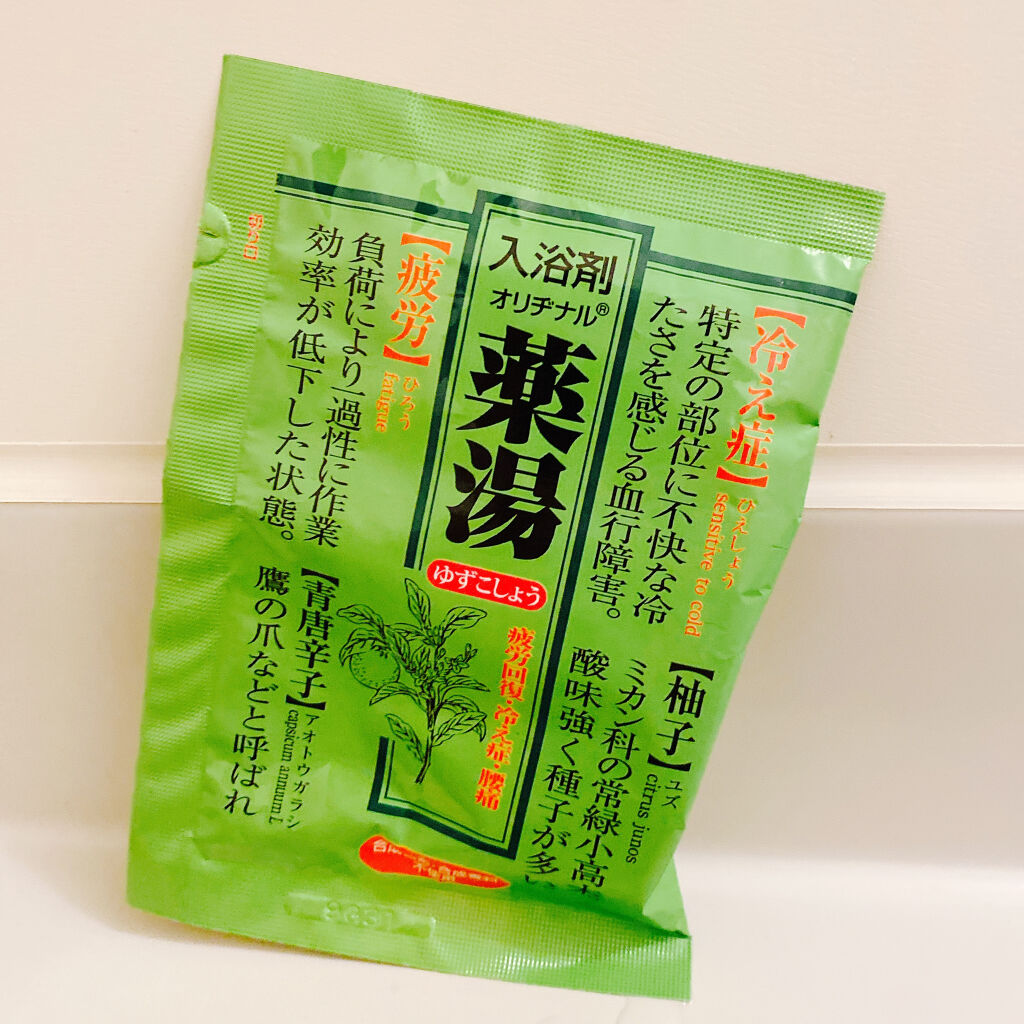 入浴剤
オリヂナル®
薬湯
ゆずこしょう
疲労回復・冷え症・腰痛
【冷え症】
ひえしょう
sensitive to cold
特定の部位に不快な冷
たさを感じる血行障害。
【柚子】
ユズ
citrus junos
ミカン科の常緑小高
酸味強く種子が多
【疲労】
ひろう
fatigue
負荷により一過性に作業
効率が低下した状態。
【青唐辛子】
アオトウガラシ
capsicum annuum L
鷹の爪などと呼ばれ
不使用